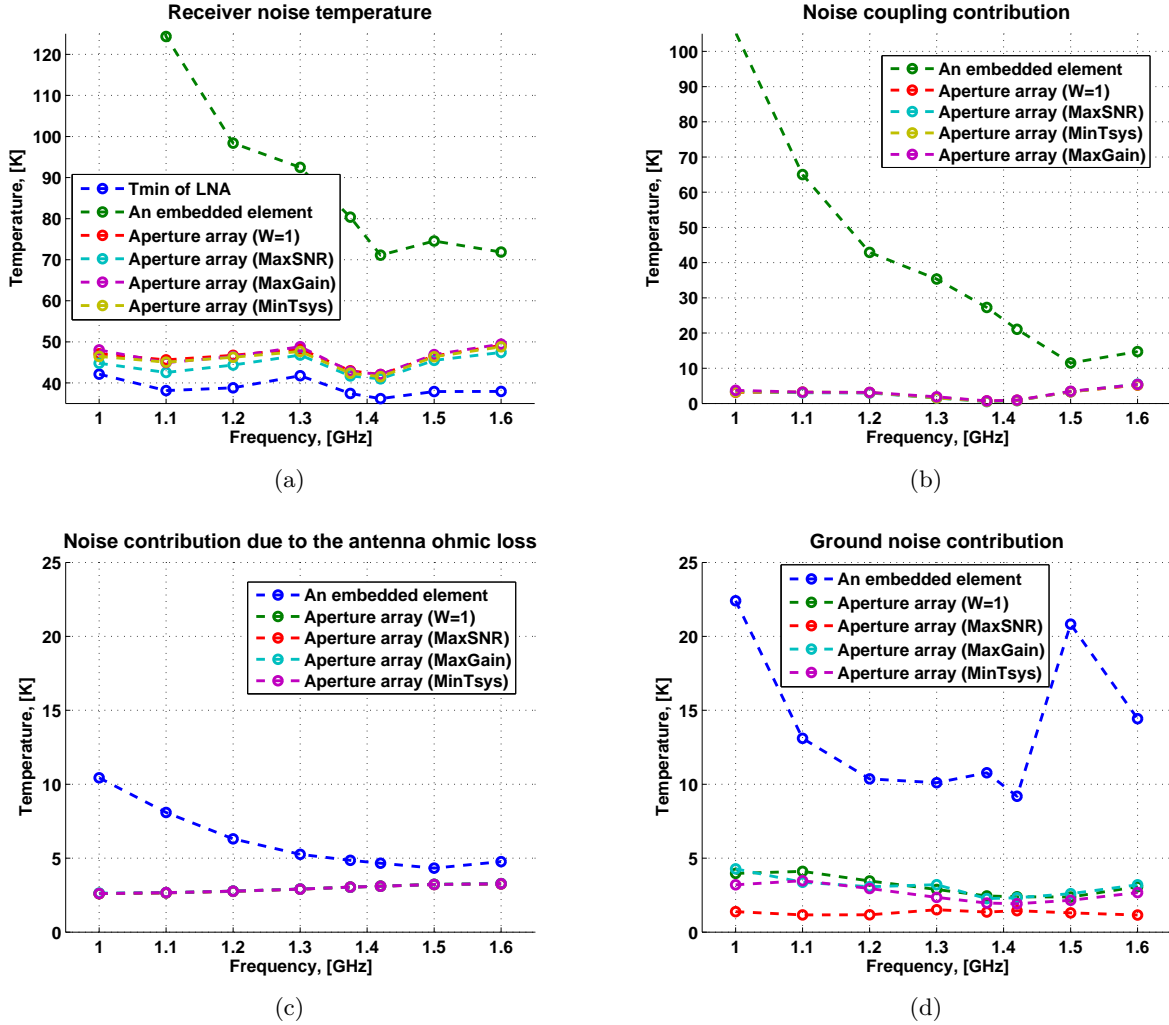 Receiver noise temperature
120
110
100
90
80
70
60
50
40
Temperature, [K]
Tmin of LNA
An embedded element
Aperture array (W=1)
Aperture array (MaxSNR)
Aperture array (MaxGain)
Aperture array (MinTsys)
1 1.1 1.2 1.3 1.4 1.5 1.6
Frequency, [GHz]
(a)
Noise coupling contribution
100
90
80
70
60
50
40
30
20
10
0
Temperature, [K]
An embedded element
Aperture array (W=1)
Aperture array (MaxSNR)
Aperture array (MinTsys)
Aperture array (MaxGain)
1 1.1 1.2 1.3 1.4 1.5 1.6
Frequency, [GHz]
(b)
Noise contribution due to the antenna ohmic loss
25
20
15
10
5
0
Temperature, [K]
An embedded element
Aperture array (W=1)
Aperture array (MaxSNR)
Aperture array (MaxGain)
Aperture array (MinTsys)
1 1.1 1.2 1.3 1.4 1.5 1.6
Frequency, [GHz]
(c)
Ground noise contribution
25
20
15
10
5
0
Temperature, [K]
An embedded element
Aperture array (W=1)
Aperture array (MaxSNR)
Aperture array (MaxGain)
Aperture array (MinTsys)
1 1.1 1.2 1.3 1.4 1.5 1.6
Frequency, [GHz]
(d)